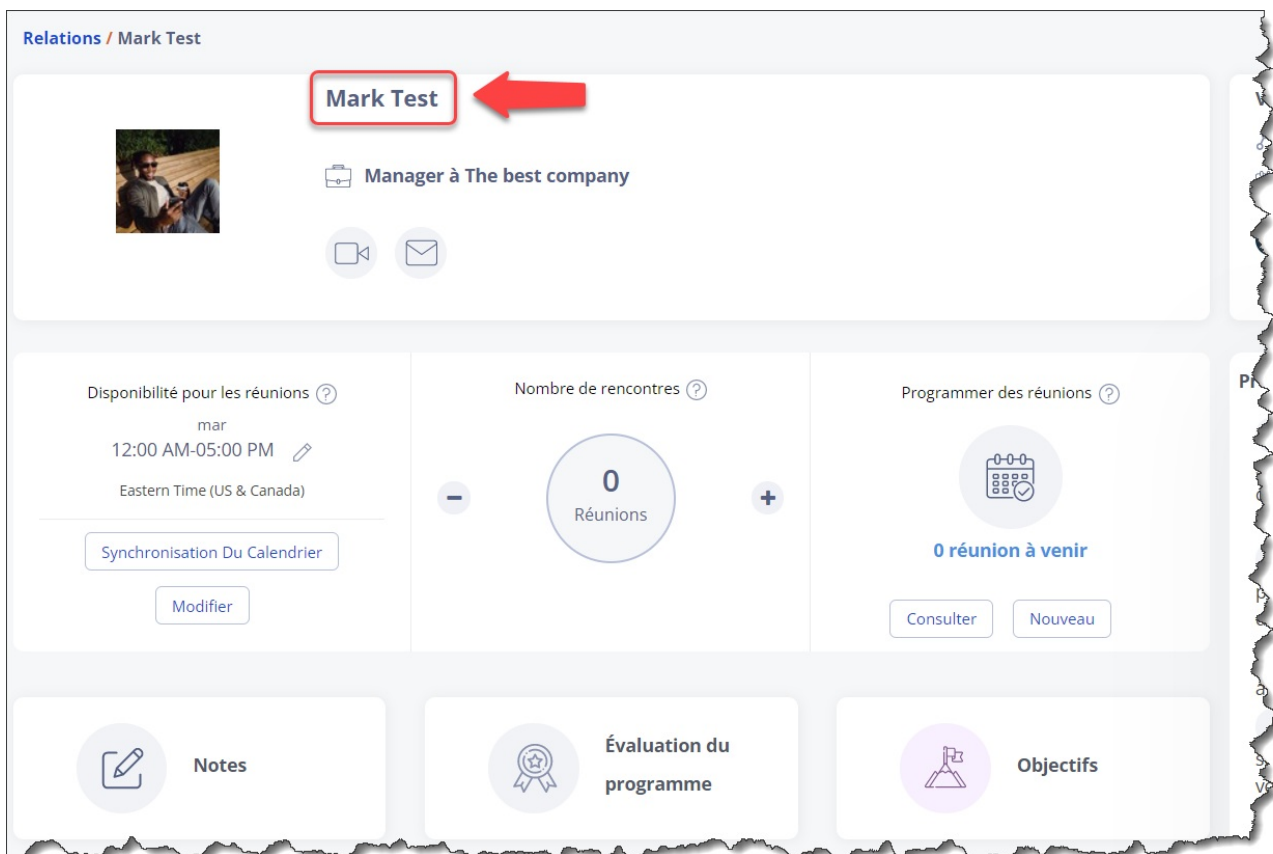 Relations / Mark Test
Mark Test
Manager à The best company
Disponibilité pour les réunions ?
mar
12:00 AM-05:00 PM
Eastern Time (US & Canada)
Synchronisation Du Calendrier
Modifier
Nombre de rencontres ?
0
Réunions
Programmer des réunions ?
0 réunion à venir
Consulter
Nouveau
Notes
Évaluation du
programme
Objectifs